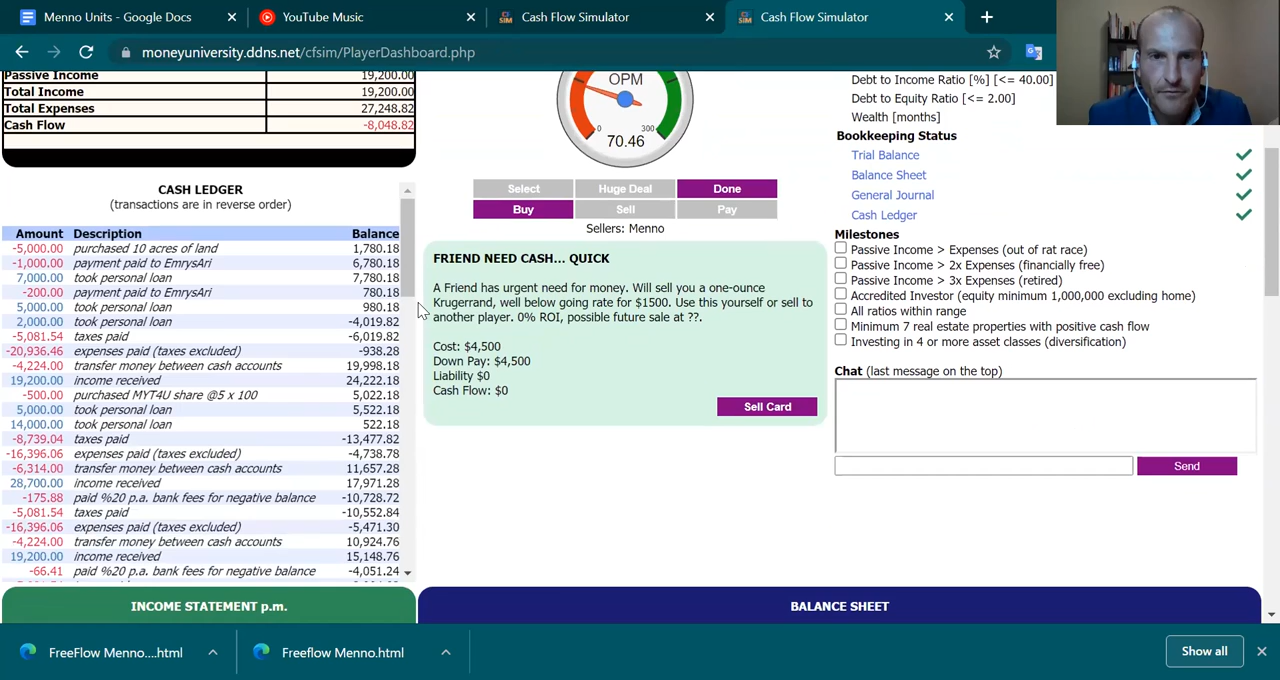 Menno Units - Google Docs
YouTube Music
Cash Flow Simulator
Cash Flow Simulator
moneyuniversity.ddns.net/cfsim/PlayerDashboard.php
Passive Income 19,200.00
Total Income 19,200.00
Total Expenses 27,248.82
Cash Flow -8,048.82
CASH LEDGER
(transactions are in reverse order)
Amount Description Balance
-5,000.00 purchased 10 acres of land 1,780.18
-1,000.00 payment paid to EmrysAri 6,780.18
7,000.00 took personal loan 7,780.18
-200.00 payment paid to EmrysAri 780.18
5,000.00 took personal loan 980.18
2,000.00 took personal loan -4,019.82
-5,081.54 taxes paid -6,019.82
-20,936.46 expenses paid (taxes excluded) -938.28
-4,224.00 transfer money between cash accounts 19,998.18
19,200.00 income received 24,222.18
-500.00 purchased MYT4U share @5 x 100 5,022.18
5,000.00 took personal loan 5,522.18
14,000.00 took personal loan 522.18
-8,739.04 taxes paid -13,477.82
-16,396.06 expenses paid (taxes excluded) -4,738.78
-6,314.00 transfer money between cash accounts 11,657.28
28,700.00 income received 17,971.28
-175.88 paid %20 p.a. bank fees for negative balance -10,728.72
-5,081.54 taxes paid -10,552.84
-16,396.06 expenses paid (taxes excluded) -5,471.30
-4,224.00 transfer money between cash accounts 10,924.76
19,200.00 income received 15,148.76
-66.41 paid %20 p.a. bank fees for negative balance -4,051.24
INCOME STATEMENT p.m.
OPM
0 300
70.46
Select Huge Deal Done
Buy Sell Pay
Sellers: Menno
FRIEND NEED CASH... QUICK
A Friend has urgent need for money. Will sell you a one-ounce
Krugerrand, well below going rate for $1500. Use this yourself or sell to
another player. 0% ROI, possible future sale at ??.
Cost: $4,500
Down Pay: $4,500
Liability $0
Cash Flow: $0
Sell Card
Debt to Income Ratio [%] [<= 40.00]
Debt to Equity Ratio [<= 2.00]
Wealth [months]
Bookkeeping Status
Trial Balance
Balance Sheet
General Journal
Cash Ledger
Milestones
Passive Income > Expenses (out of rat race)
Passive Income > 2x Expenses (financially free)
Passive Income > 3x Expenses (retired)
Accredited Investor (equity minimum 1,000,000 excluding home)
All ratios within range
Minimum 7 real estate properties with positive cash flow
Investing in 4 or more asset classes (diversification)
Chat (last message on the top)
Send
BALANCE SHEET
FreeFlow Menno....html
Freeflow Menno.html
Show all